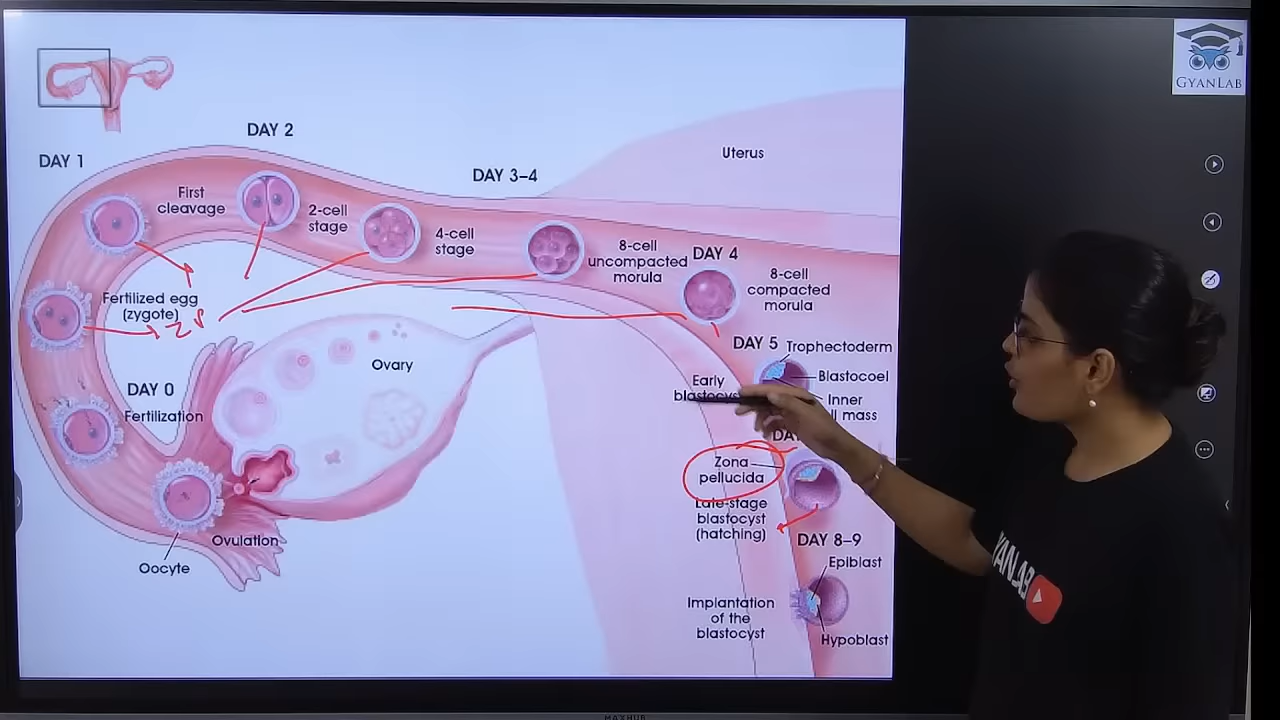 GYANLAB
DAY 2
DAY 1
DAY 3–4
Uterus
First
cleavage
2-cell
stage
4-cell
stage
8-cell
uncompacted
morula
DAY 4
8-cell
compacted
morula
Fertilized egg
(zygote)
DAY 5
Trophectoderm
Blastocoel
Inner
mass
Early
DAY 0
Fertilization
Ovary
Zona
pellucida
Late-stage
blastocyst
(hatching)
Ovulation
Oocyte
DAY 8–9
Epiblast
Implantation
of the
blastocyst
Hypoblast
MAXHUB